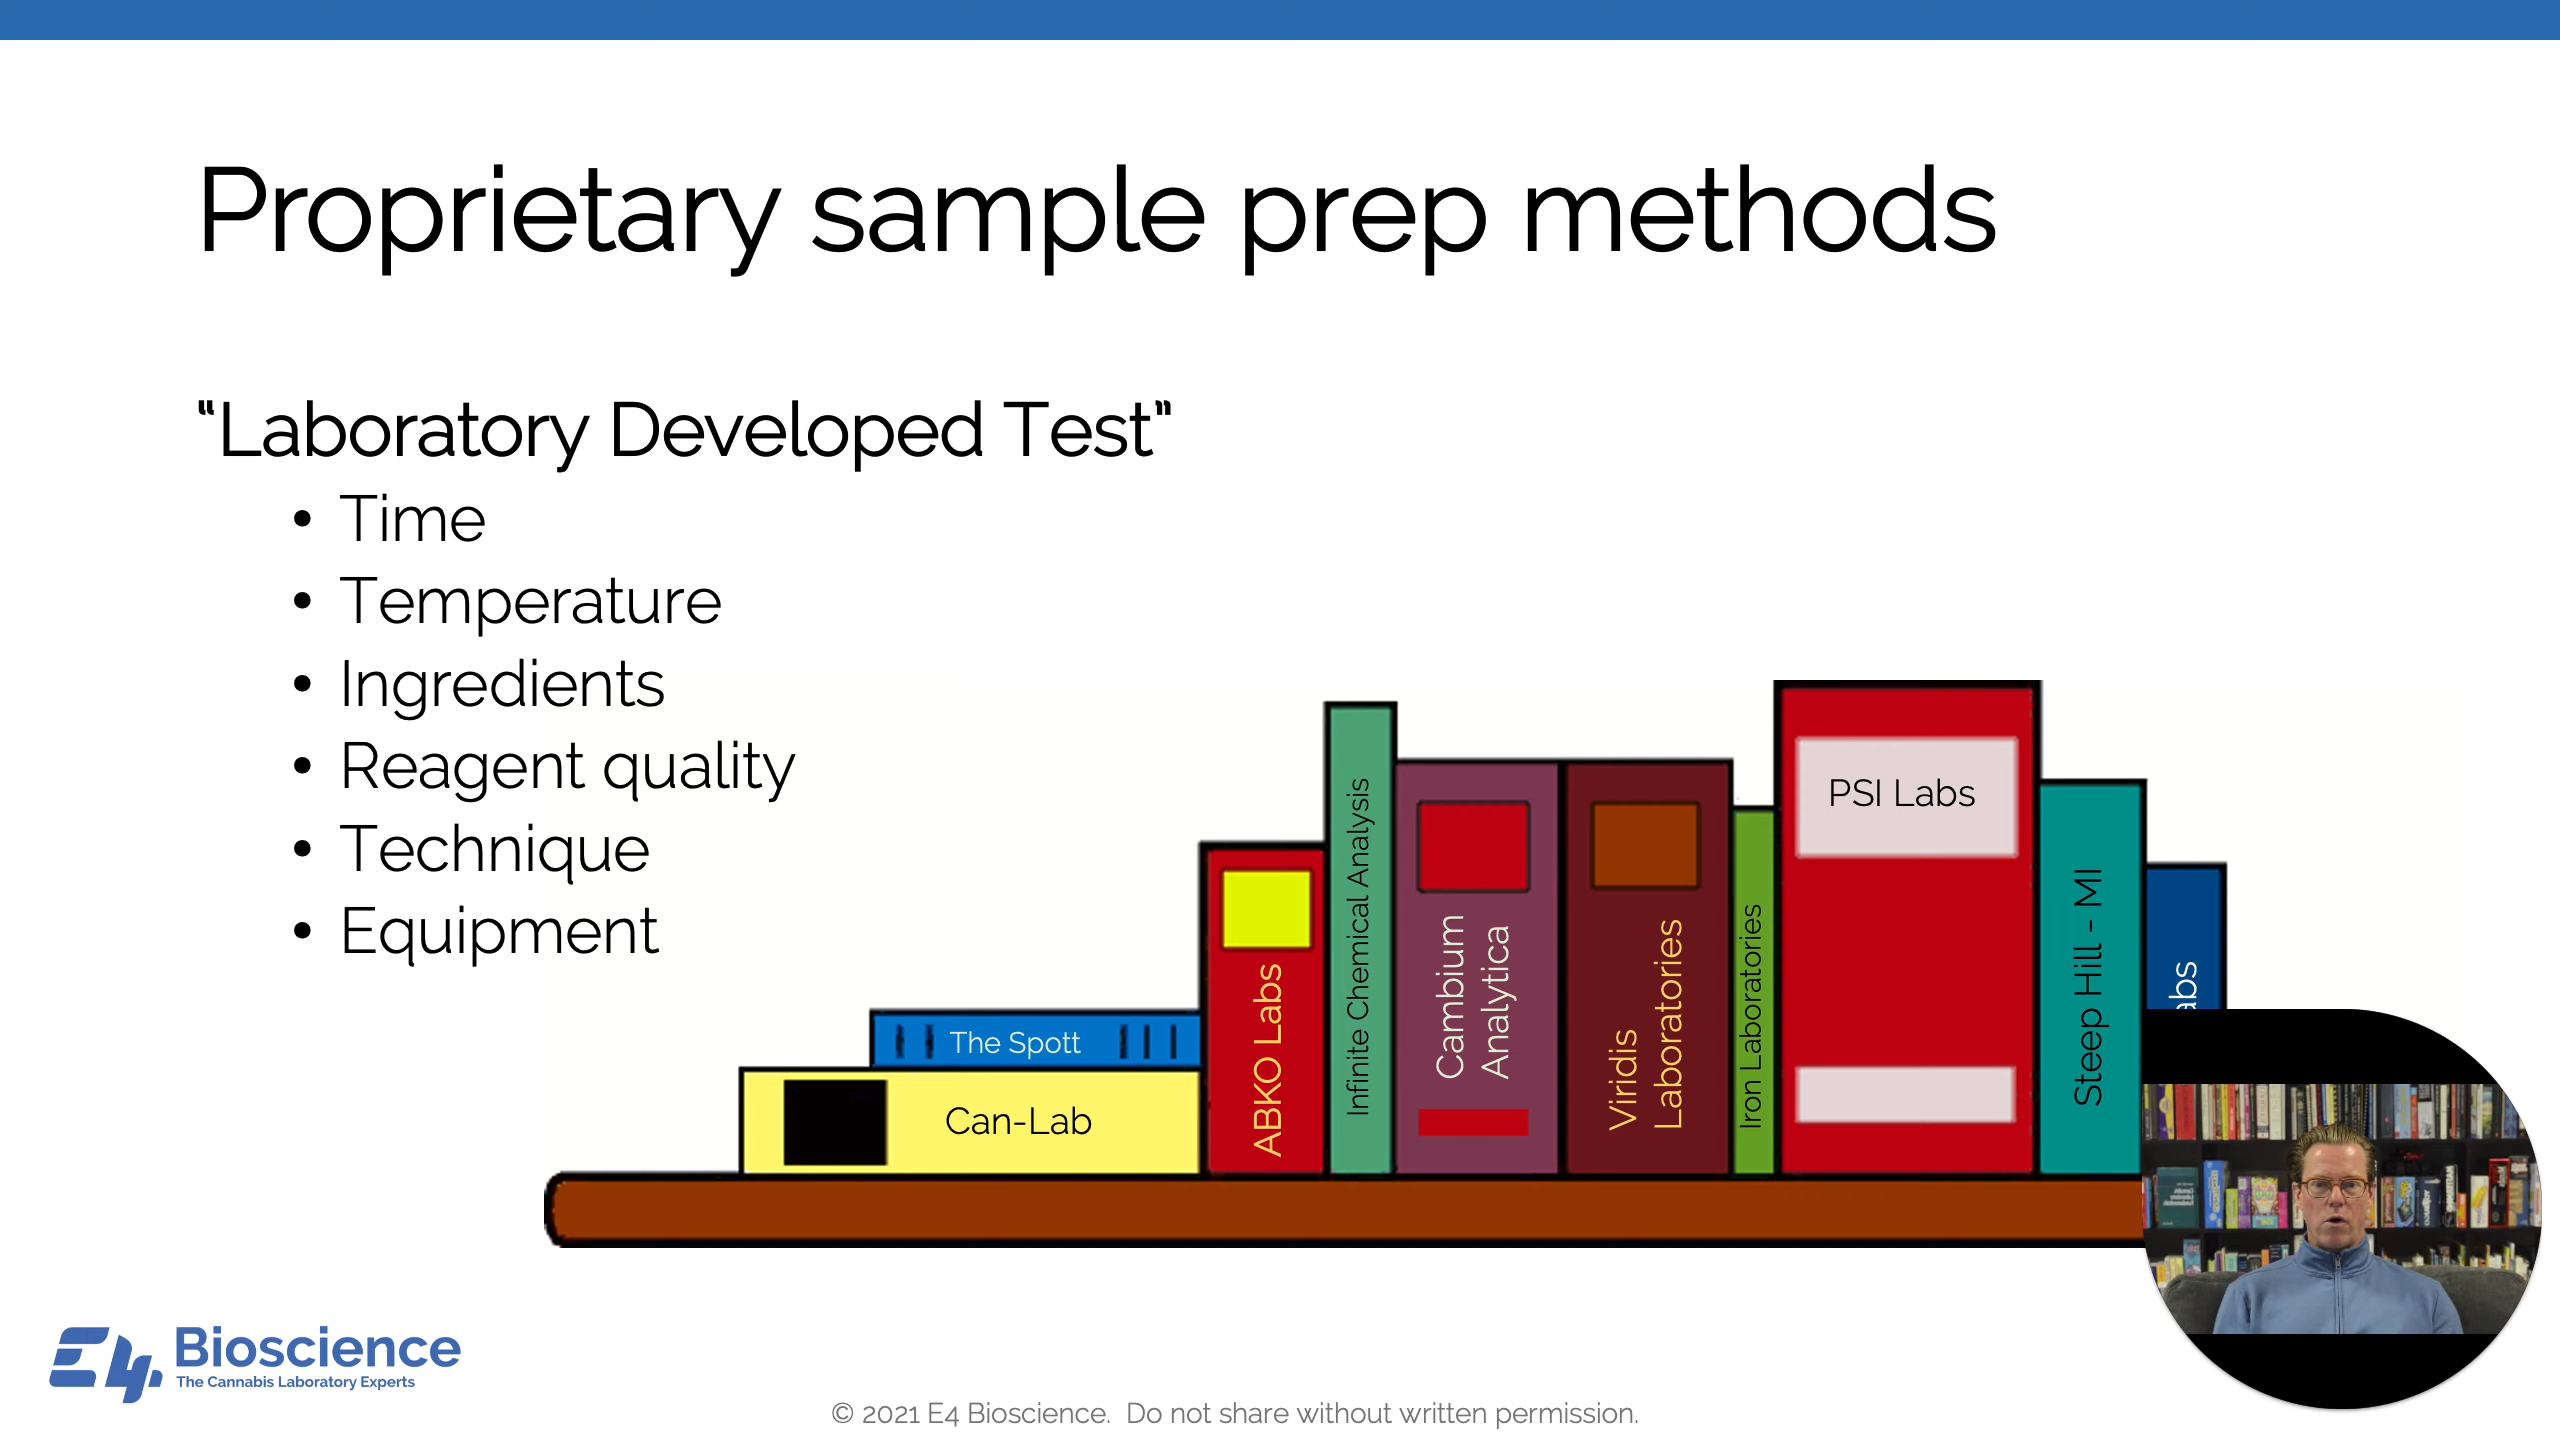 Proprietary sample prep methods
“Laboratory Developed Test”
• Time
• Temperature
• Ingredients
• Reagent quality
• Technique
• Equipment
The Spott
Can-Lab
ABKO Labs
Infinite Chemical Analysis
Cambium
Analytica
Viridis
Laboratories
Iron Laboratories
PSI Labs
Steep Hill - MI
E4 Bioscience
The Cannabis Laboratory Experts
© 2021 E4 Bioscience. Do not share without written permission.